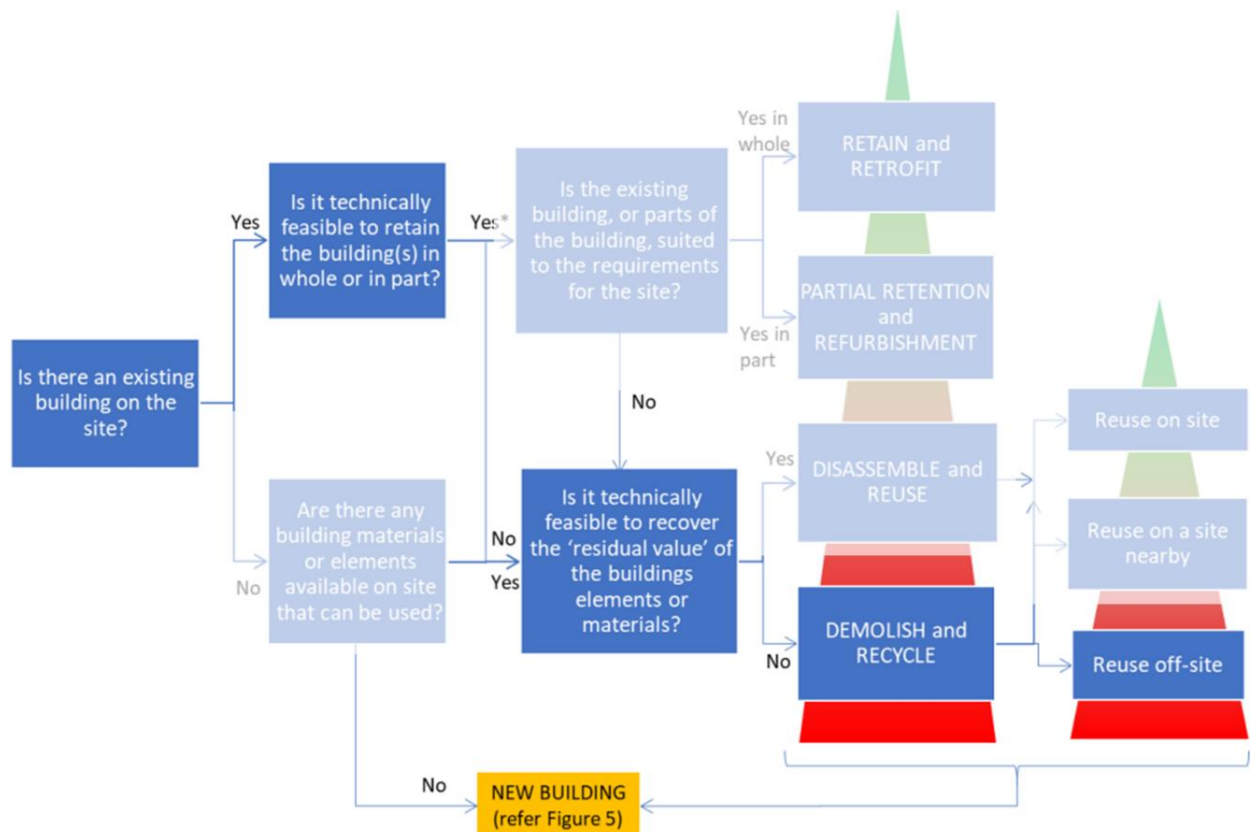 Is there an existing
building on the
site?
Yes
No
Is it technically
feasible to retain
the building(s) in
whole or in part?
Are there any
building materials
or elements
available on site
that can be used?
Yes*
No
Yes
No
Is the existing
building, or parts of
the building, suited
to the requirements
for the site?
No
Is it technically
feasible to recover
the ‘residual value’ of
the buildings
elements or
materials?
Yes in
whole
Yes in
part
Yes
No
RETAIN and
RETROFIT
PARTIAL RETENTION
and
REFURBISHMENT
DISASSEMBLE and
REUSE
DEMOLISH and
RECYCLE
Reuse on site
Reuse on a site
nearby
Reuse off-site
NEW BUILDING
(refer Figure 5)